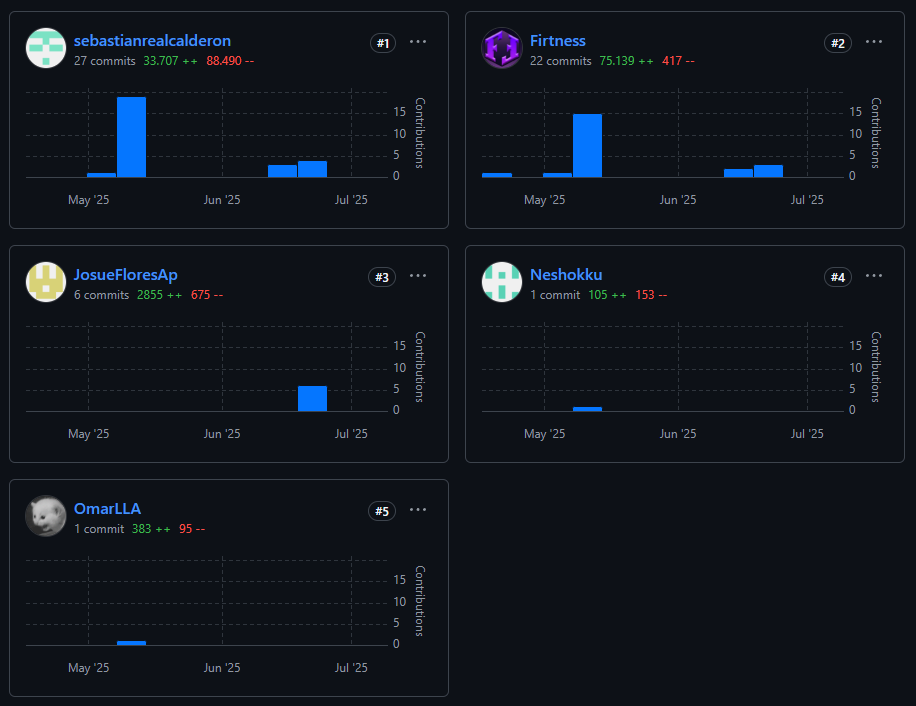 sebastianrealcalderon #1 ···
27 commits 33.707 ++ 88.490 --
15
10
5
0
Contributions
May '25 Jun '25 Jul '25
Firtness #2 ···
22 commits 75.139 ++ 417 --
15
10
5
0
Contributions
May '25 Jun '25 Jul '25
JosueFloresAp #3 ···
6 commits 2855 ++ 675 --
15
10
5
0
Contributions
May '25 Jun '25 Jul '25
Neshokku #4 ···
1 commit 105 ++ 153 --
15
10
5
0
Contributions
May '25 Jun '25 Jul '25
OmarLLA #5 ···
1 commit 383 ++ 95 --
15
10
5
0
Contributions
May '25 Jun '25 Jul '25